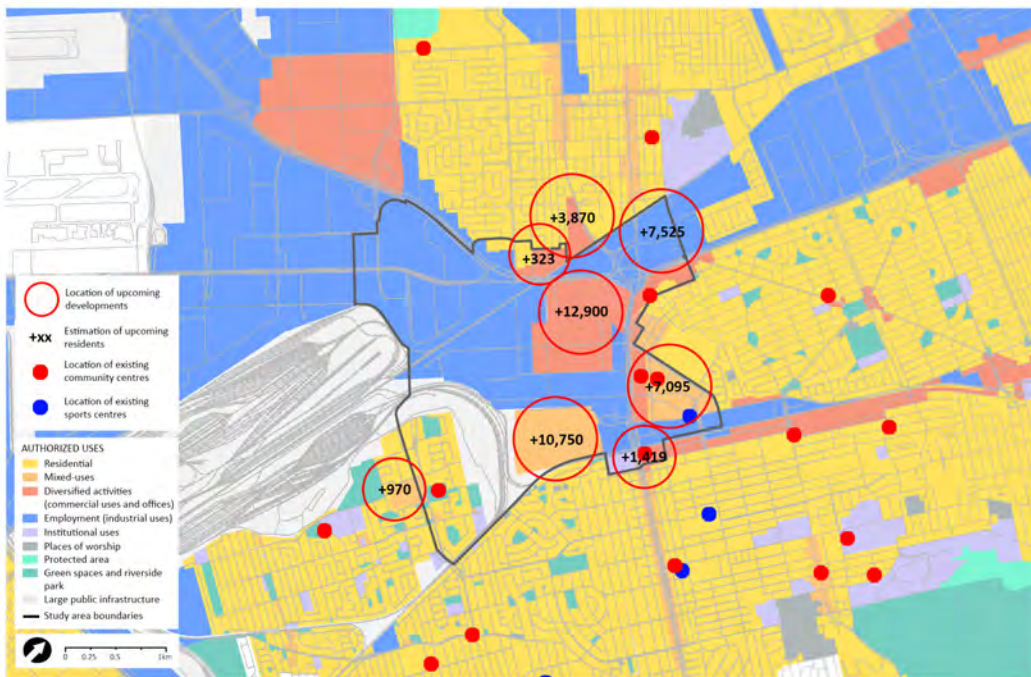 +3,870
+7,525
+323
+12,900
+7,095
+10,750
+1,419
+970
Location of upcoming
developments
+xx
Estimation of upcoming
residents
Location of existing
community centres
Location of existing
sports centres
AUTHORIZED USES
Residential
Mixed-uses
Diversified activities
(commercial uses and offices)
Employment (industrial uses)
Institutional uses
Places of worship
Protected area
Green spaces and riverside
park
Large public infrastructure
Study area boundaries
0 0.25 0.5 1km